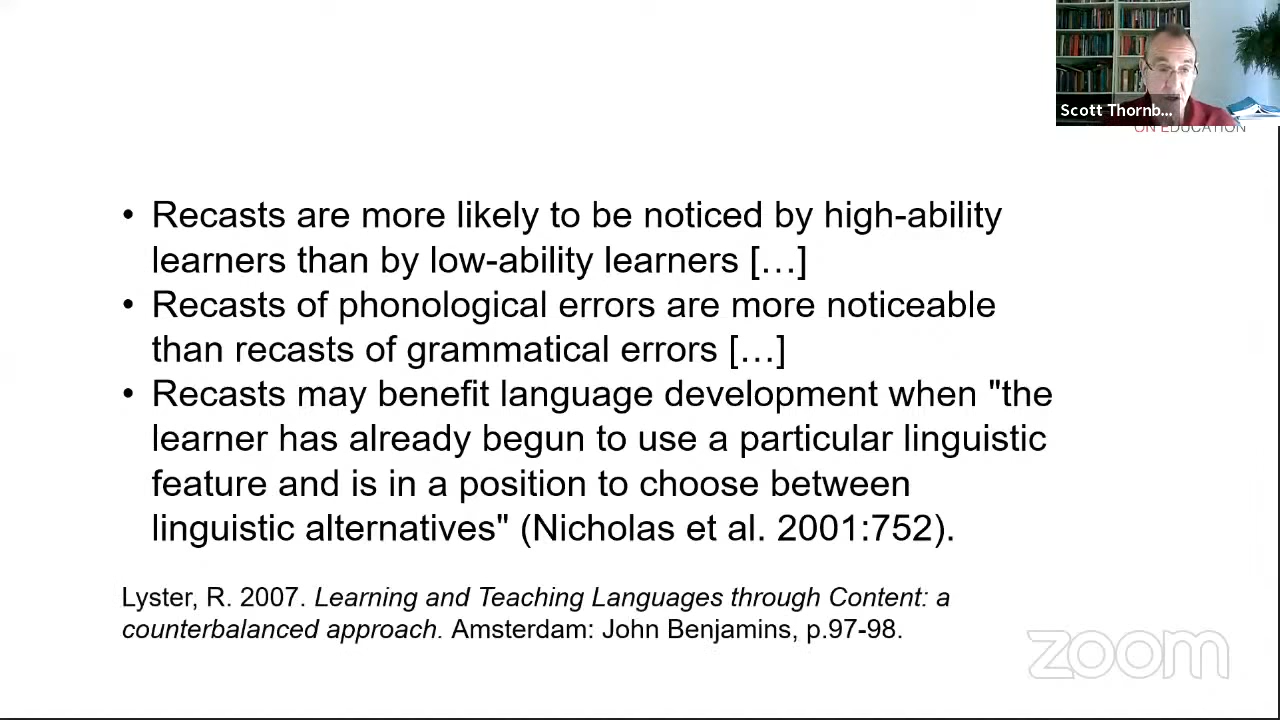 Scott Thornb...
ON EDUCATION
• Recasts are more likely to be noticed by high-ability
learners than by low-ability learners […]
• Recasts of phonological errors are more noticeable
than recasts of grammatical errors […]
• Recasts may benefit language development when "the
learner has already begun to use a particular linguistic
feature and is in a position to choose between
linguistic alternatives" (Nicholas et al. 2001:752).
Lyster, R. 2007. Learning and Teaching Languages through Content: a
counterbalanced approach. Amsterdam: John Benjamins, p.97-98.
zoom